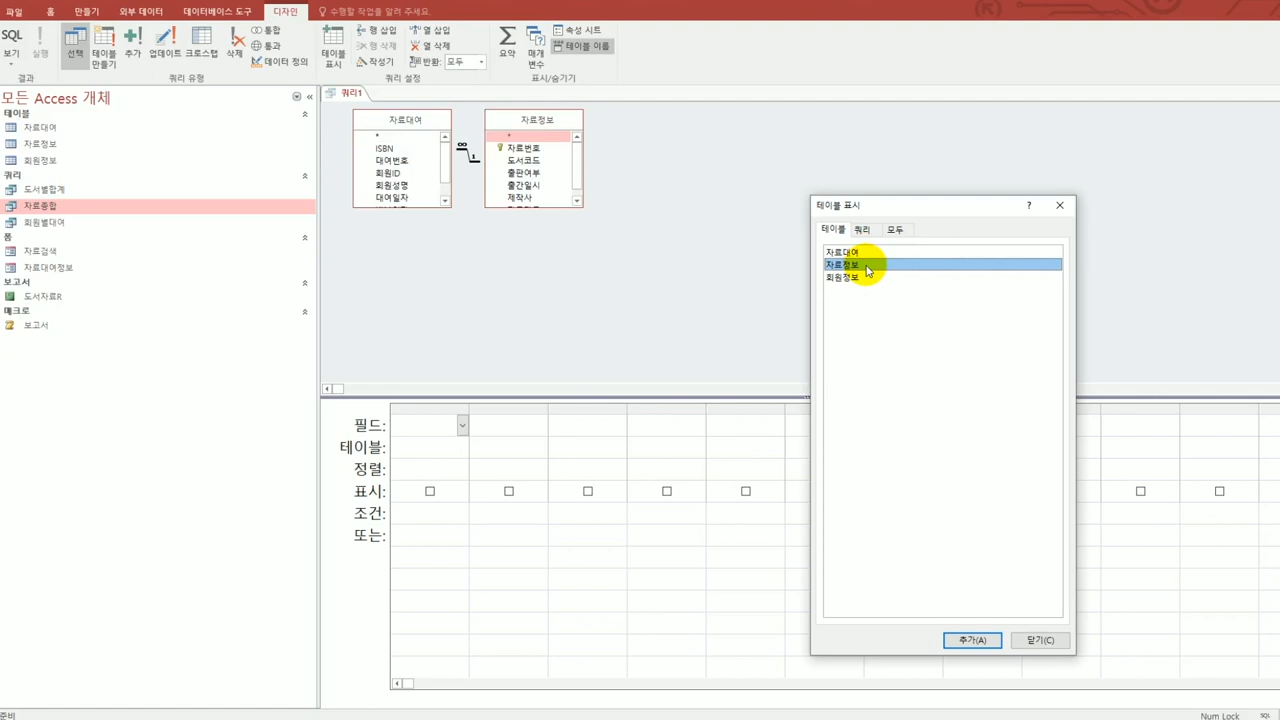 파일 홈 만들기 외부 데이터 데이터베이스 도구 디자인 수행할 작업을 알려 주세요.
SQL
보기
실행
선택
테이블
만들기
추가
업데이트
크로스탭
삭제
통합
통과
데이터 정의
테이블
표시
행 삽입
행 삭제
작성기
열 삽입
열 삭제
반환: 모두
요약
매개
변수
속성 시트
테이블 이름
결과
쿼리 유형
쿼리 설정
표시/숨기기
모든 Access 개체
테이블
자료대여
자료정보
회원정보
쿼리
도서별합계
자료종합
회원별대여
폼
자료검색
자료대여정보
보고서
도서자료R
매크로
보고서
쿼리1
자료대여
*
ISBN
대여번호
회원ID
회원성명
대여일자
∞
1
자료정보
*
자료번호
도서코드
출판여부
출간일시
제작사
테이블 표시 ?
테이블 쿼리 모두
자료대여
자료정보
회원정보
추가(A) 닫기(C)
필드:
테이블:
정렬:
표시:
조건:
또는:
준비
Num Lock
SQL